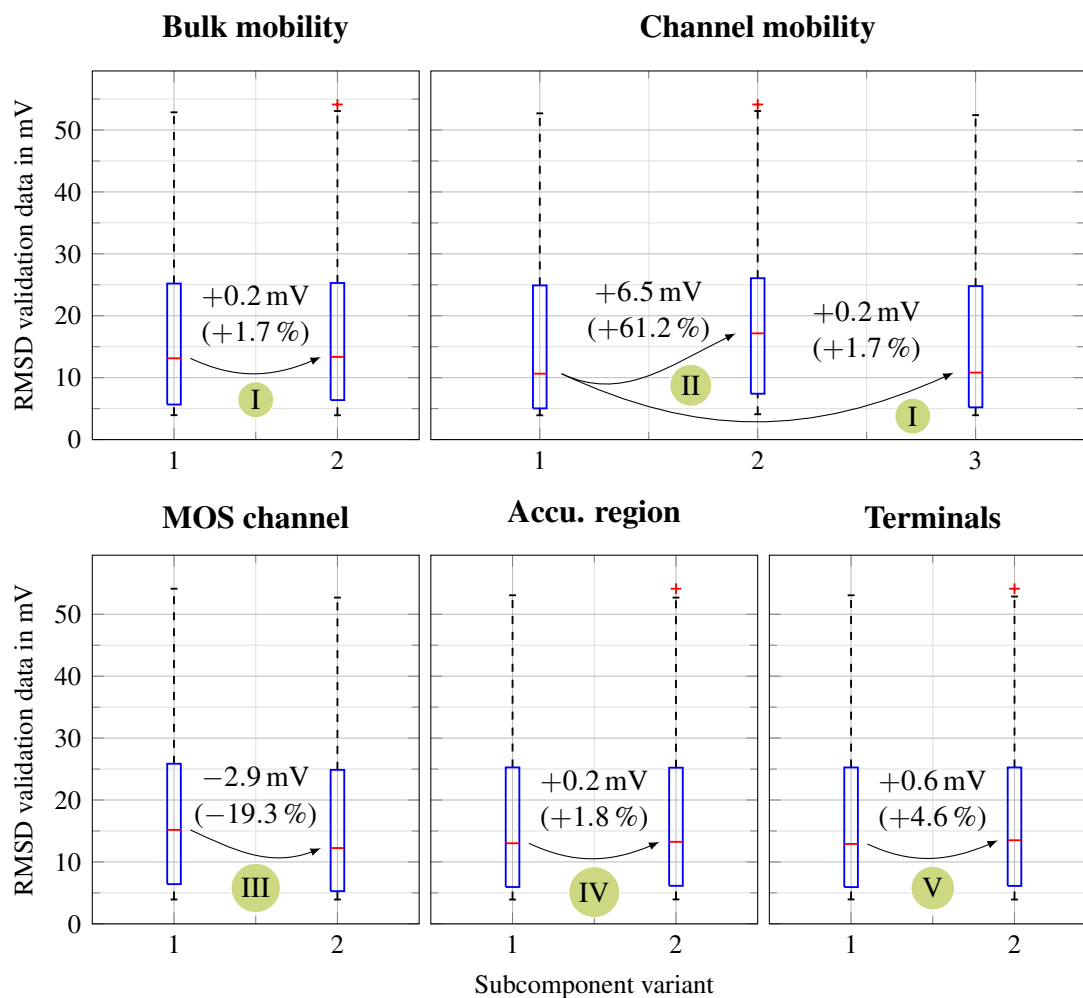 Bulk mobility
Channel mobility
RMSD validation data in mV
50
40
30
20
10
0
+0.2 mV
(+1.7 %)
I
1 2
+6.5 mV
(+61.2 %)
II
+0.2 mV
(+1.7 %)
I
1 2 3
MOS channel
Accu. region
Terminals
RMSD validation data in mV
50
40
30
20
10
0
−2.9 mV
(−19.3 %)
III
1 2
+0.2 mV
(+1.8 %)
IV
1 2
+0.6 mV
(+4.6 %)
V
1 2
Subcomponent variant